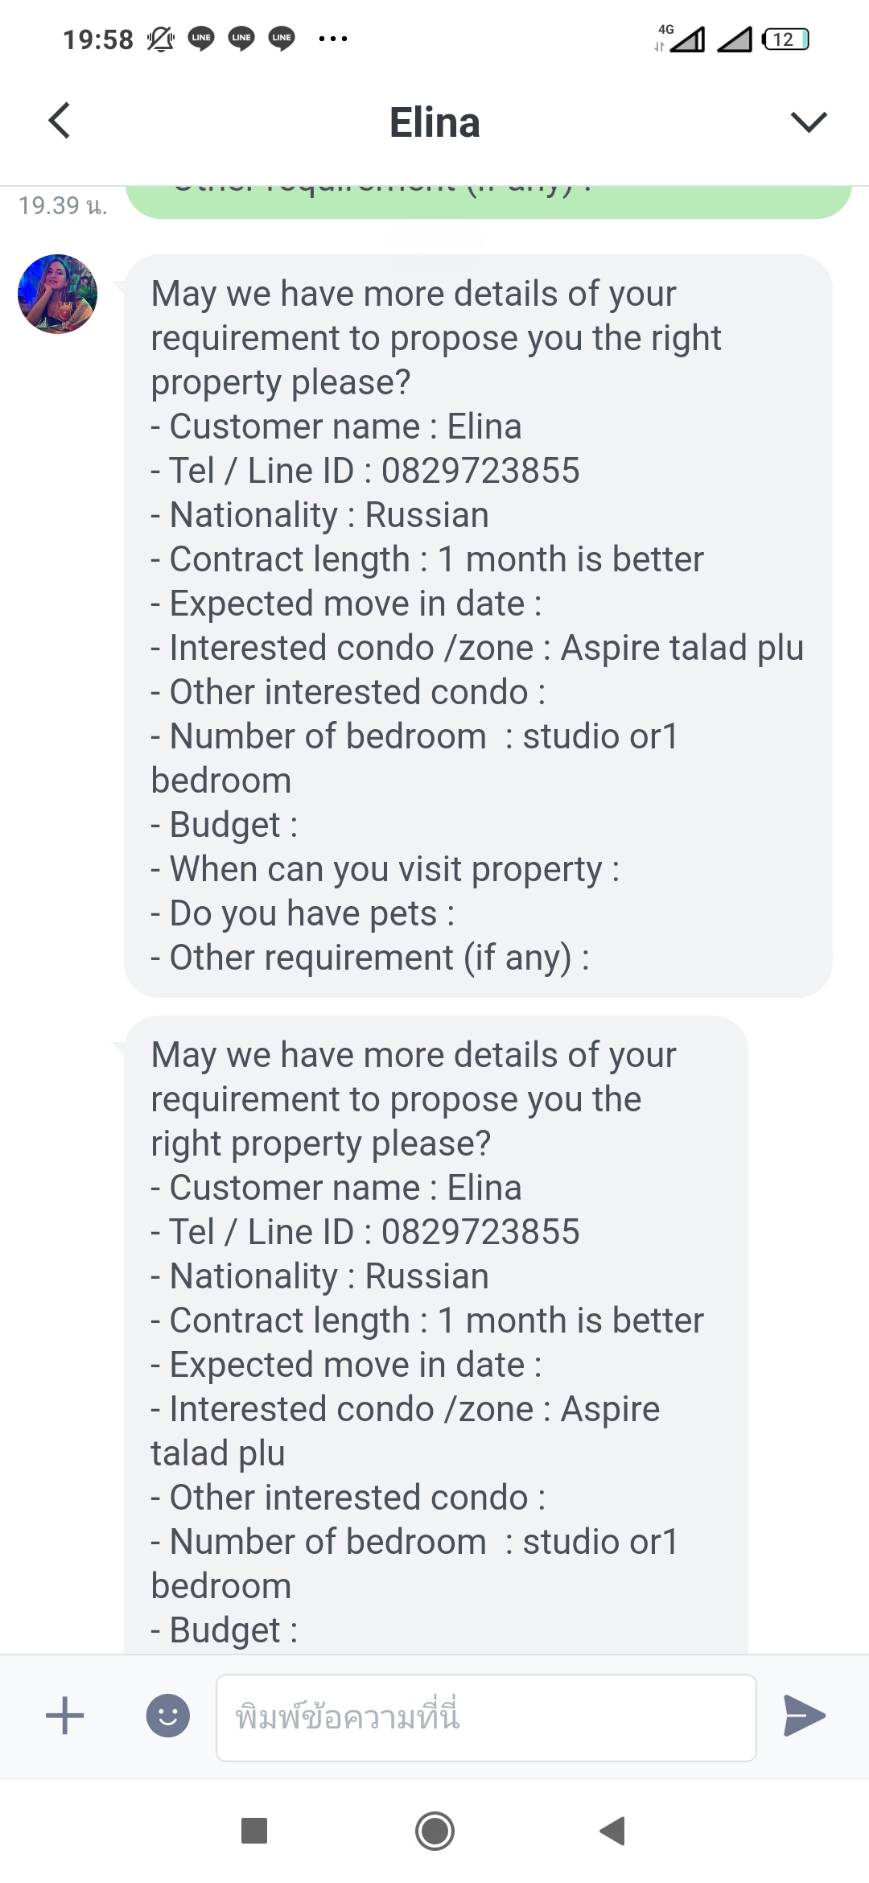 19:58 LINE LINE LINE ... 4G 12
Elina
Other requirement (if any) :
19.39 น.
May we have more details of your
requirement to propose you the right
property please?
- Customer name : Elina
- Tel / Line ID : 0829723855
- Nationality : Russian
- Contract length : 1 month is better
- Expected move in date :
- Interested condo /zone : Aspire talad plu
- Other interested condo :
- Number of bedroom  : studio or1
bedroom
- Budget :
- When can you visit property :
- Do you have pets :
- Other requirement (if any) :
May we have more details of your
requirement to propose you the
right property please?
- Customer name : Elina
- Tel / Line ID : 0829723855
- Nationality : Russian
- Contract length : 1 month is better
- Expected move in date :
- Interested condo /zone : Aspire
talad plu
- Other interested condo :
- Number of bedroom  : studio or1
bedroom
- Budget :
พิมพ์ข้อความที่นี่